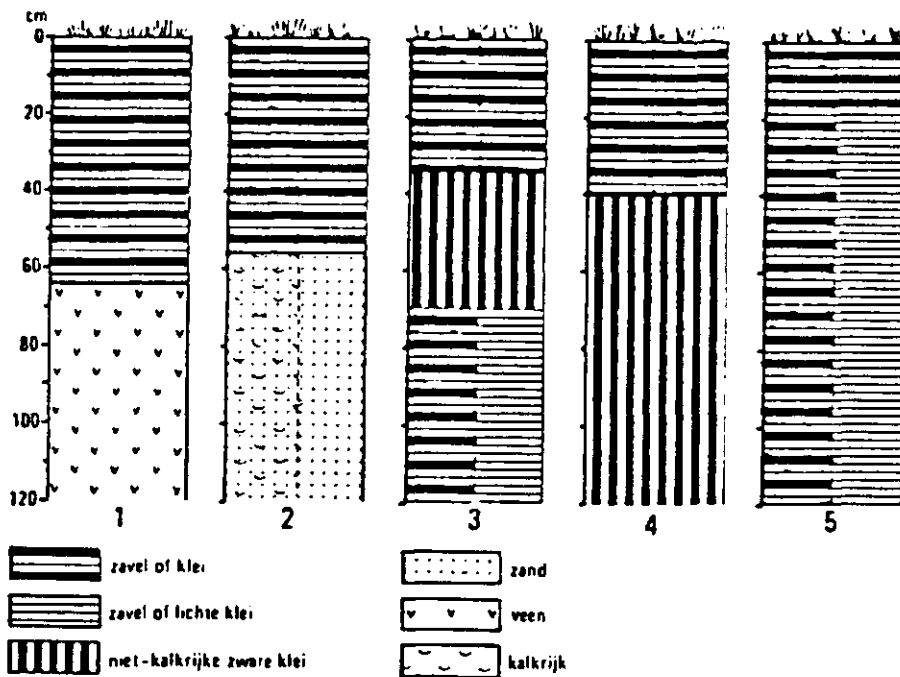 cm
0
20
40
60
80
100
120
1 2 3 4 5
zavel of klei
zavel of lichte klei
niet-kalkrijke zware klei
zand
veen
kalkrijk